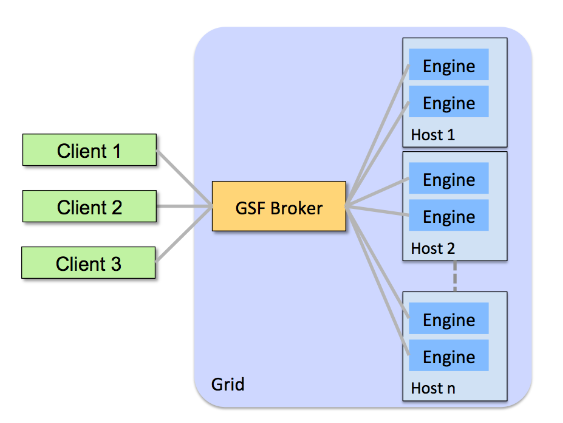 Client 1
Client 2
Client 3
GSF Broker
Engine
Engine
Host 1
Engine
Engine
Host 2
Engine
Engine
Host n
Grid